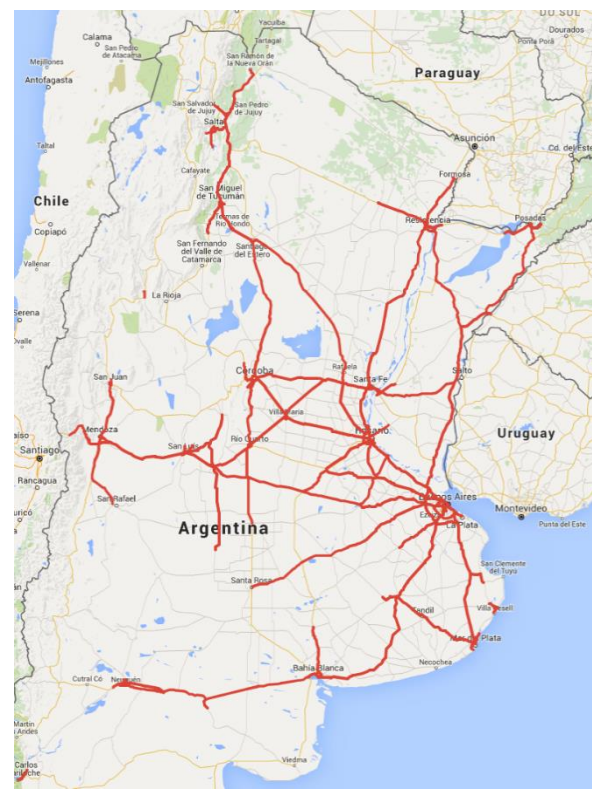 DO SUL
Yacuiba
Dourados
Calama
San Pedro
de Atacama
Tartagal
Ponta Porã
Mejillones
San Ramón de
la Nueva Orán
Antofagasta
Paraguay
San Salvador
de Jujuy
San Pedro
de Jujuy
Salta
Asunción
Taltal
Cd. del Este
Cafayate
Formosa
Chile
San Miguel
de Tucumán
Copiapó
Termas de
Río Hondo
Resistencia
Posadas
San Fernando
del Valle de
Catamarca
Santiago
del Estero
Vallenar
La Rioja
Serena
Ovalle
Rafaela
Córdoba
Santa Fe
Salto
San Juan
Villa María
Rosario
Mendoza
San Luis
Río Cuarto
Uruguay
Santiago
Rancagua
San Rafael
Buenos Aires
Montevideo
La Plata
Punta del Este
Argentina
San Clemente
del Tuyú
Santa Rosa
Tandil
Villa Gesell
Mar del Plata
Necochea
Bahía Blanca
Cutral Có
Neuquén
Viedma